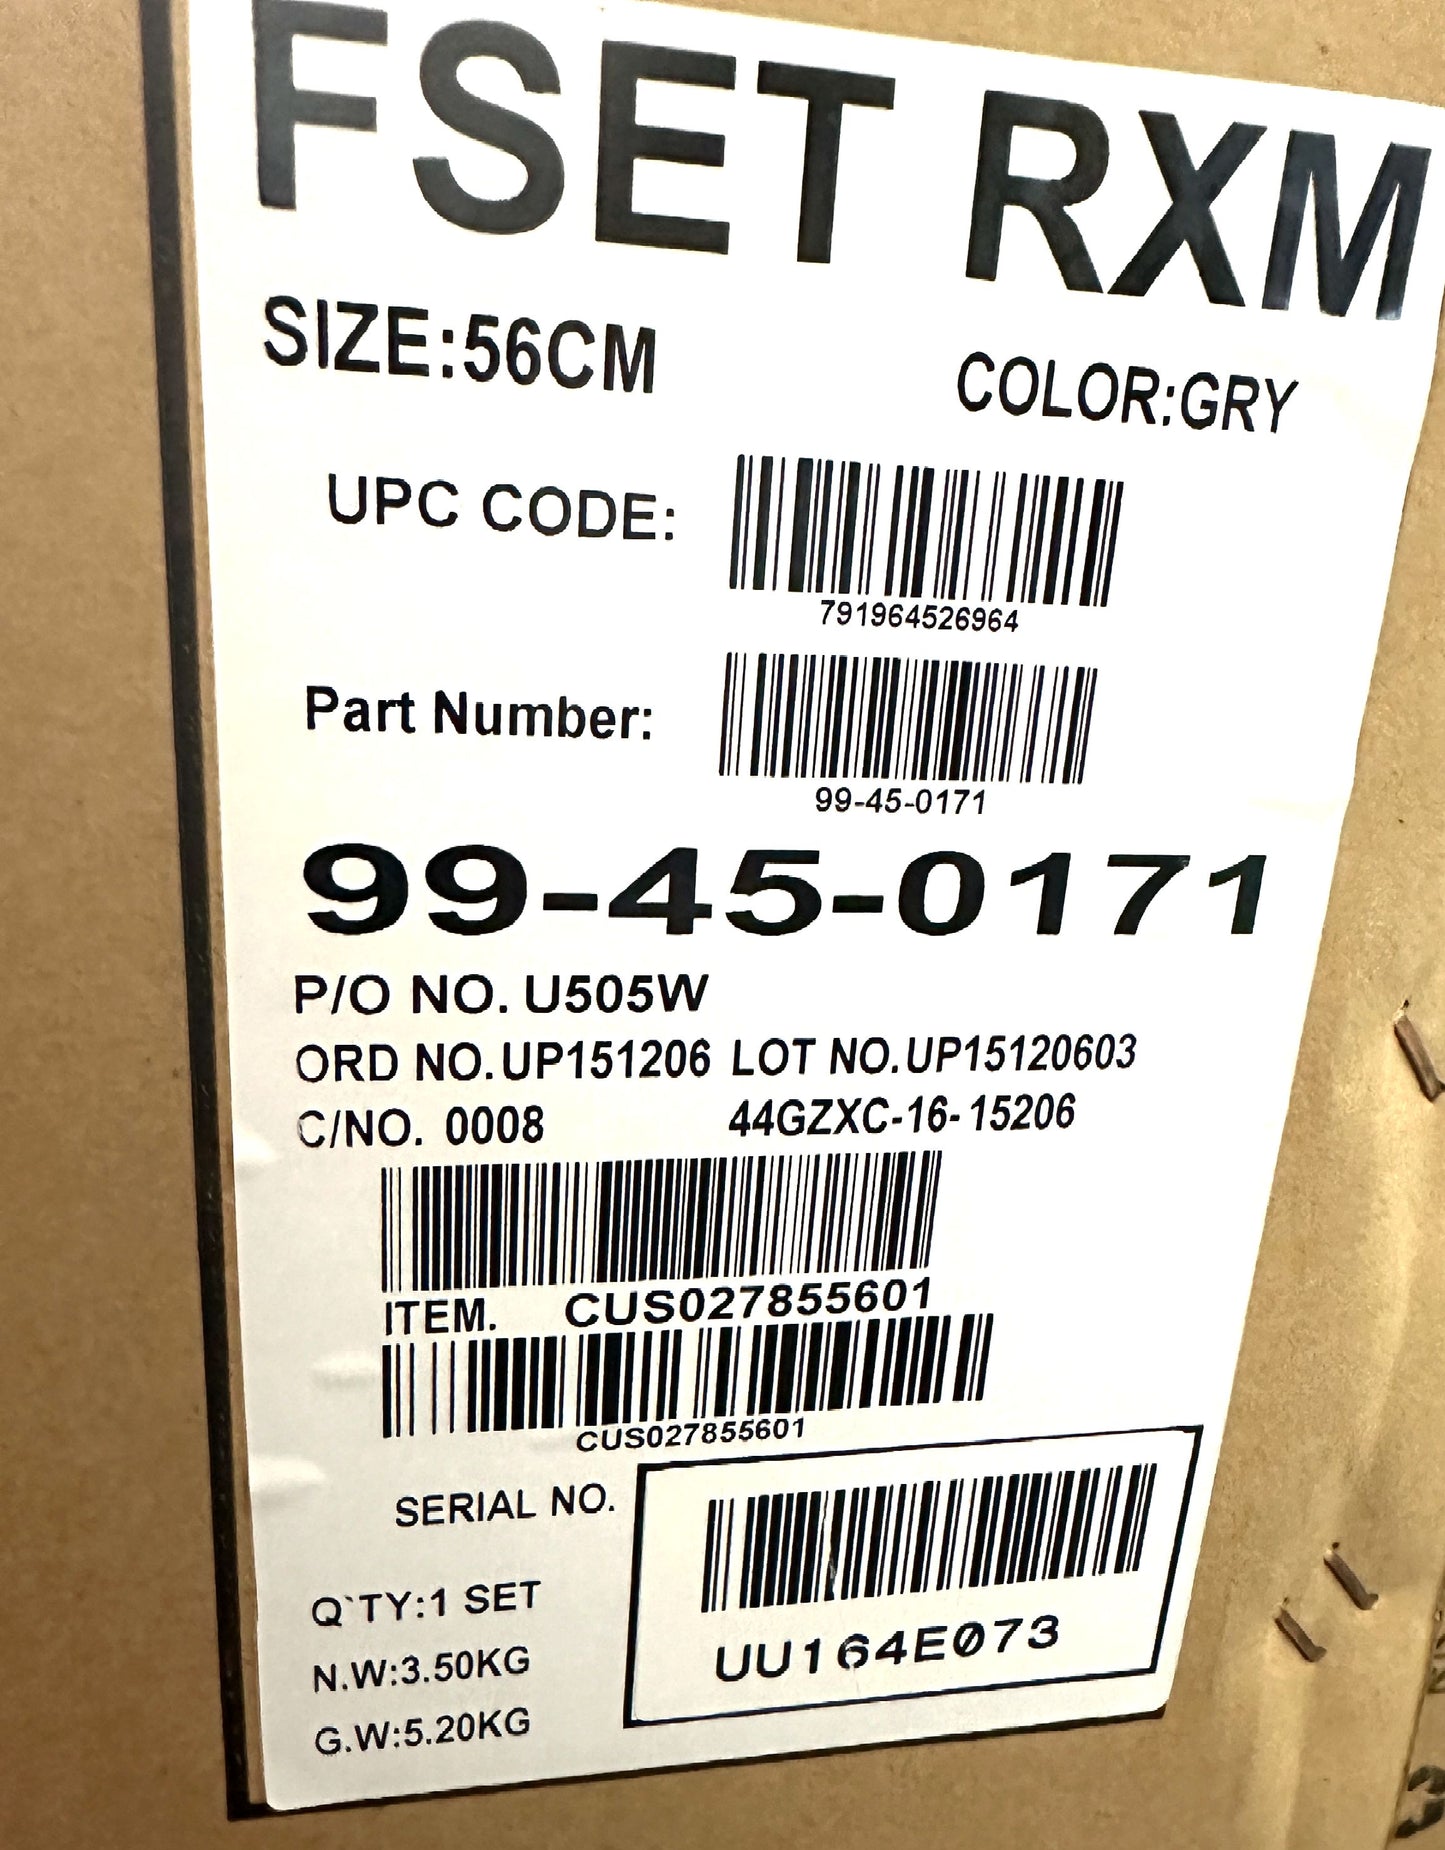 FSET RXM
SIZE:56CM COLOR:GRY
UPC CODE:
791964526964
Part Number:
99-45-0171
99-45-0171
P/O NO. U505W
ORD NO.UP151206 LOT NO.UP15120603
C/NO. 0008 44GZXC-16-15206
ITEM. CUS027855601
CUS027855601
SERIAL NO.
Q`TY:1 SET
N.W:3.50KG
G.W:5.20KG
UU164E073